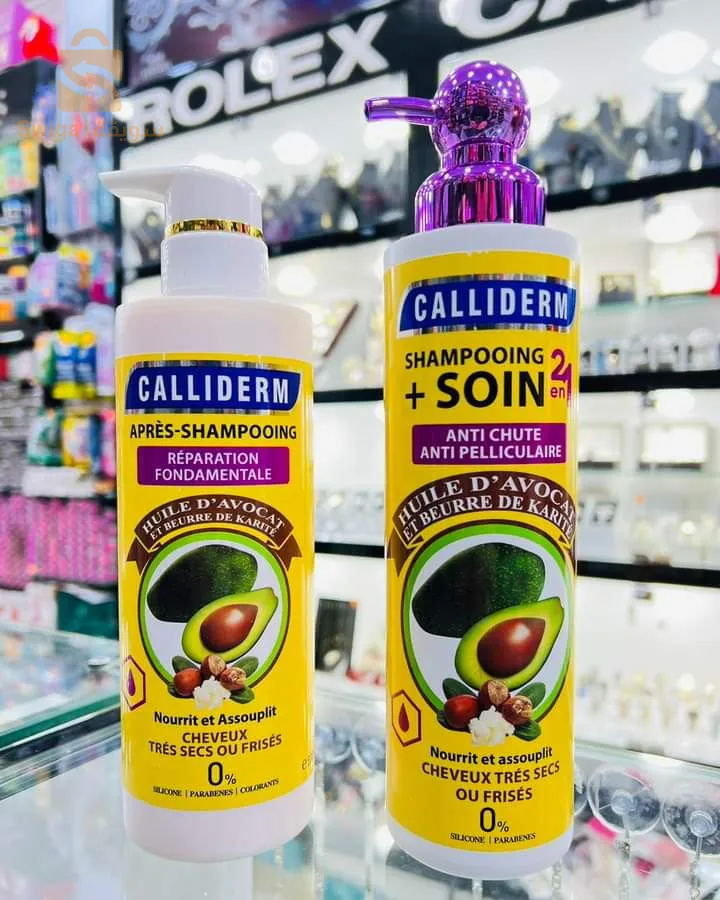 ROLEX
CALLIDERM
APRÈS-SHAMPOOING
RÉPARATION
FONDAMENTALE
HUILE D'AVOCAT
ET BEURRE DE KARITÉ
Nourrit et Assouplit
CHEVEUX
TRÉS SECS OU FRISÉS
0%
SILICONE | PARABENES | COLORANTS
CALLIDERM
SHAMPOOING
+ SOIN
2 en 1
ANTI CHUTE
ANTI PELLICULAIRE
HUILE D'AVOCAT
ET BEURRE DE KARITÉ
Nourrit et assouplit
CHEVEUX TRÉS SECS
OU FRISÉS
0%
SILICONE | PARABENES